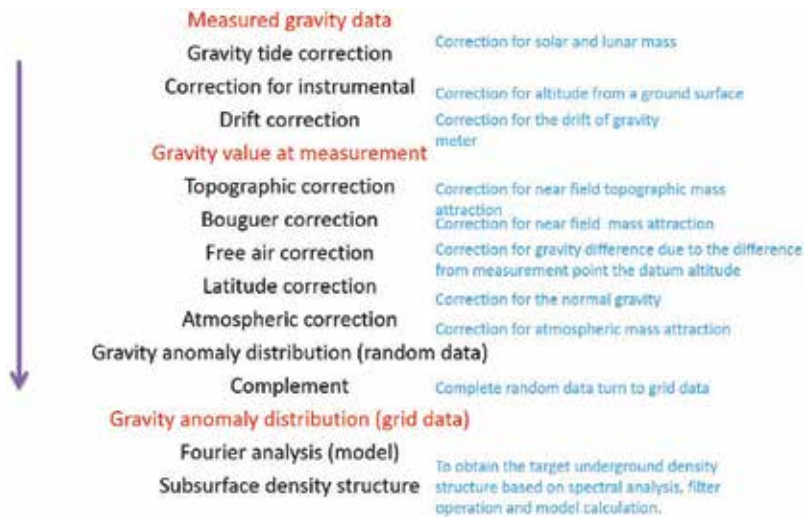 Measured gravity data
Gravity tide correction
Correction for solar and lunar mass
Correction for instrumental
Correction for altitude from a ground surface
Drift correction
Correction for the drift of gravity
meter
Gravity value at measurement
Topographic correction
Correction for near field topographic mass
attraction
Bouguer correction
Correction for near field mass attraction
Free air correction
Correction for gravity difference due to the difference
from measurement point the datum altitude
Latitude correction
Correction for the normal gravity
Atmospheric correction
Correction for atmospheric mass attraction
Gravity anomaly distribution (random data)
Complement
Complete random data turn to grid data
Gravity anomaly distribution (grid data)
Fourier analysis (model)
Subsurface density structure
To obtain the target underground density
structure based on spectral analysis, filter
operation and model calculation.